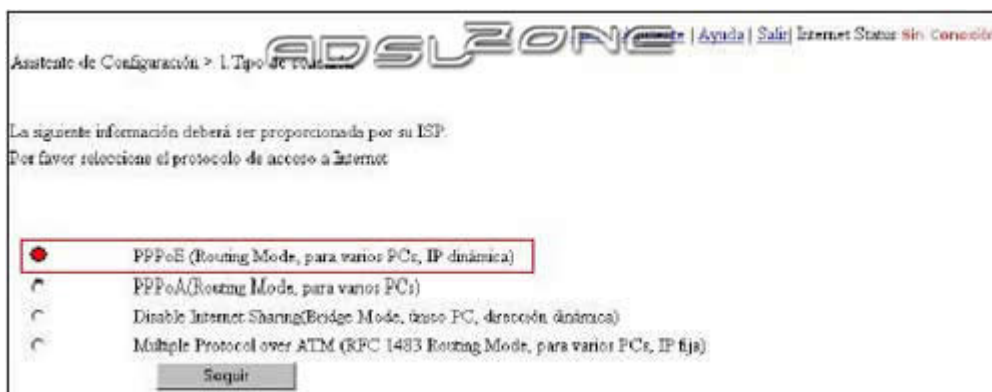 ADSLZONE
| Ayuda | Salir| Internet Status Sin Conexión
Asistente de Configuración > 1.Tipo de conexión
La siguiente información deberá ser proporcionada por su ISP.
Por favor seleccione el protocolo de acceso a Internet
PPPoE (Routing Mode, para varios PCs, IP dinámica)
PPPoA(Routing Mode, para varios PCs)
Disable Internet Sharing(Bridge Mode, único PC, dirección dinámica)
Multiple Protocol over ATM (RFC 1483 Routing Mode, para varios PCs, IP fija)
Seguir